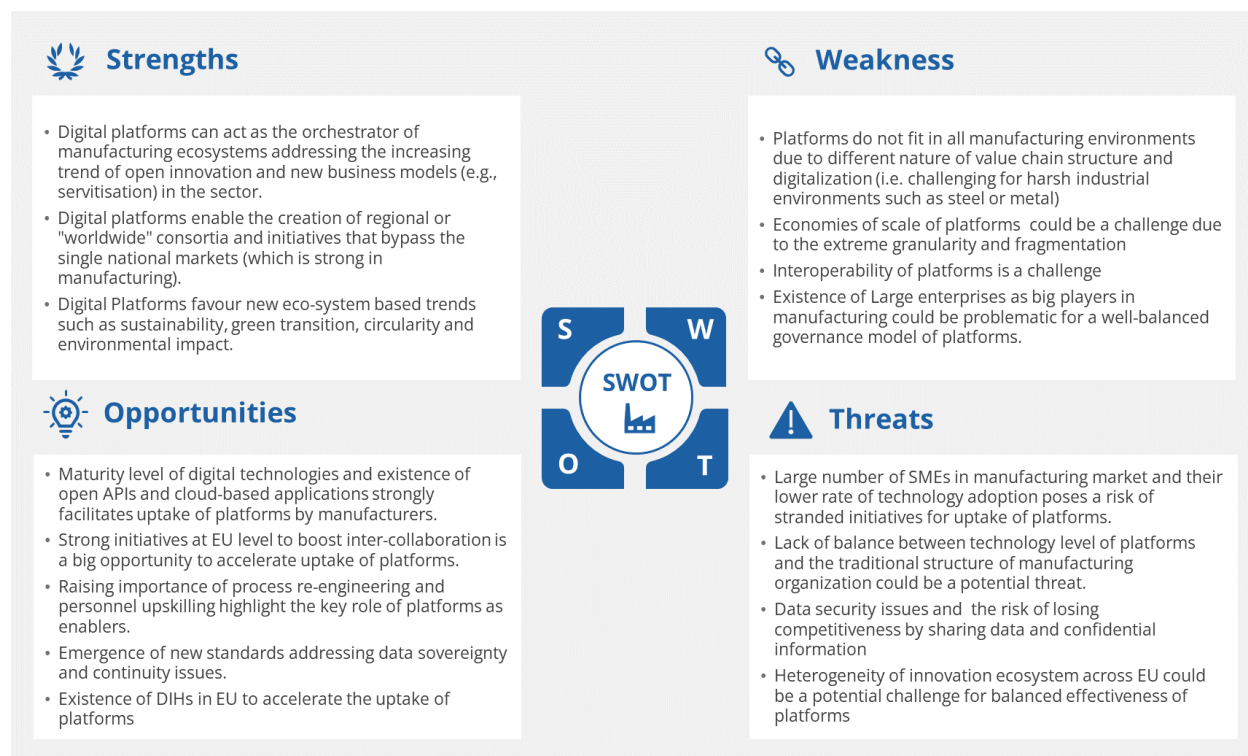 Strengths
• Digital platforms can act as the orchestrator of
manufacturing ecosystems addressing the increasing
trend of open innovation and new business models (e.g.,
servitisation) in the sector.
• Digital platforms enable the creation of regional or
"worldwide" consortia and initiatives that bypass the
single national markets (which is strong in
manufacturing).
• Digital Platforms favour new eco-system based trends
such as sustainability, green transition, circularity and
environmental impact.
Weakness
• Platforms do not fit in all manufacturing environments
due to different nature of value chain structure and
digitalization (i.e. challenging for harsh industrial
environments such as steel or metal)
• Economies of scale of platforms could be a challenge due
to the extreme granularity and fragmentation
• Interoperability of platforms is a challenge
• Existence of Large enterprises as big players in
manufacturing could be problematic for a well-balanced
governance model of platforms.
S
W
SWOT
O
T
Opportunities
• Maturity level of digital technologies and existence of
open APIs and cloud-based applications strongly
facilitates uptake of platforms by manufacturers.
• Strong initiatives at EU level to boost inter-collaboration is
a big opportunity to accelerate uptake of platforms.
• Raising importance of process re-engineering and
personnel upskilling highlight the key role of platforms as
enablers.
• Emergence of new standards addressing data sovereignty
and continuity issues.
• Existence of DIHs in EU to accelerate the uptake of
platforms
Threats
• Large number of SMEs in manufacturing market and their
lower rate of technology adoption poses a risk of
stranded initiatives for uptake of platforms.
• Lack of balance between technology level of platforms
and the traditional structure of manufacturing
organization could be a potential threat.
• Data security issues and the risk of losing
competitiveness by sharing data and confidential
information
• Heterogeneity of innovation ecosystem across EU could
be a potential challenge for balanced effectiveness of
platforms